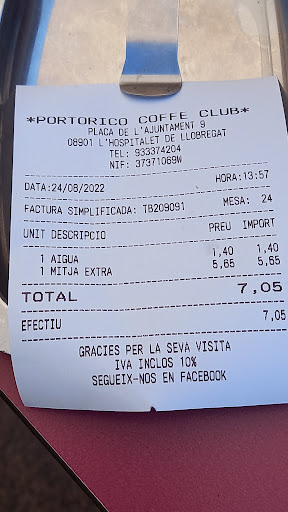 *PORTORICO COFFE CLUB*
PLACA DE L'AJUNTAMENT 9
08901 L'HOSPITALET DE LLOBREGAT
TEL: 933374204
NIF: 37371069W
DATA:24/08/2022 HORA:13:57
FACTURA SIMPLIFICADA: TB209091 MESA: 24
UNIT DESCRIPCIO PREU IMPORT
1 AIGUA 1,40 1,40
1 MITJA EXTRA 5,65 5,65
TOTAL 7,05
EFECTIU 7,05
GRACIES PER LA SEVA VISITA
IVA INCLOS 10%
SEGUEIX-NOS EN FACEBOOK